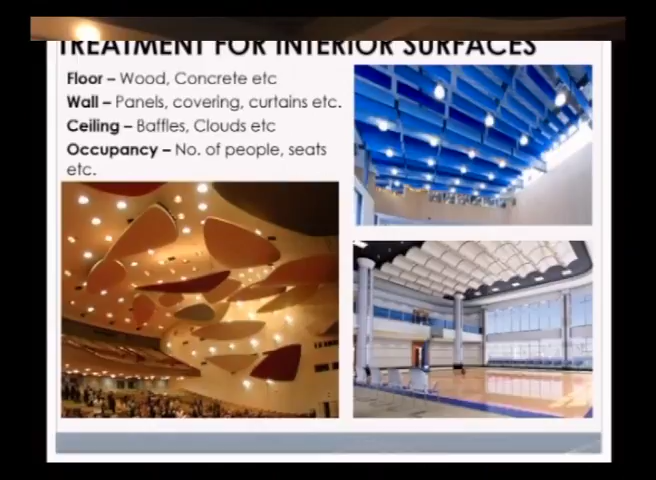 TREATMENT FOR INTERIOR SURFACES
Floor – Wood, Concrete etc
Wall – Panels, covering, curtains etc.
Ceiling – Baffles, Clouds etc
Occupancy – No. of people, seats
etc.